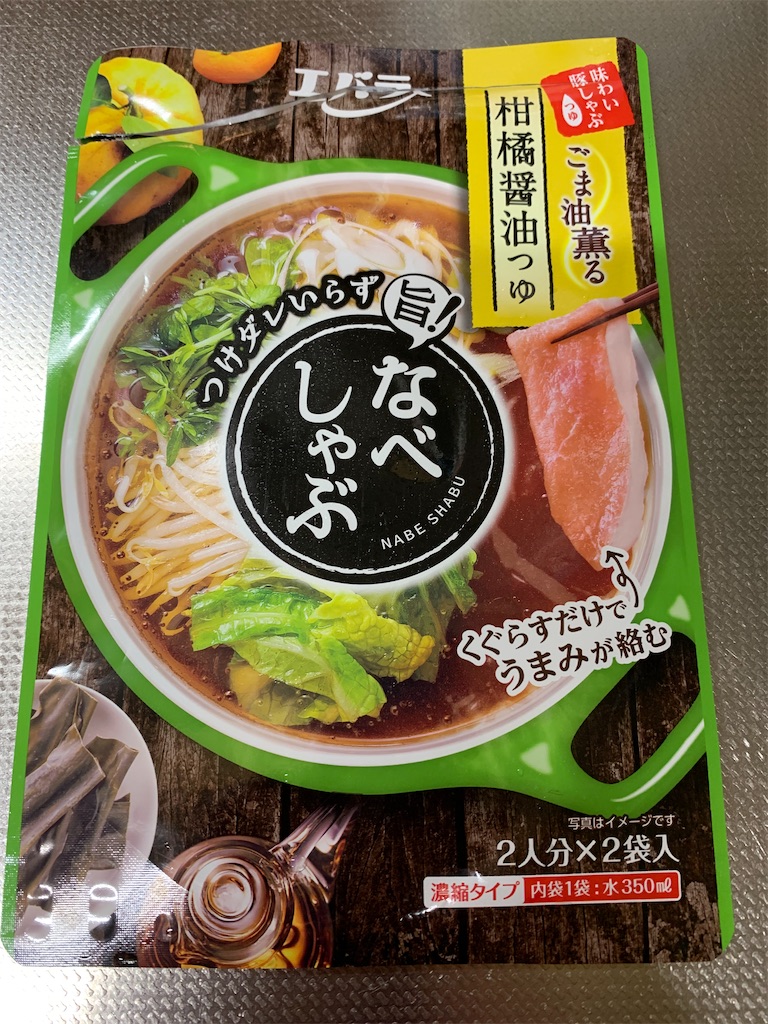 エバラ
味わい
豚しゃぶ
つゆ
ごま油薫る
柑橘醤油つゆ
つけダレいらず
旨!
なべ
しゃぶ
NABE SHABU
くぐらすだけで
うまみが絡む
写真はイメージです
2人分×2袋入
濃縮タイプ 内袋1袋:水350㎖